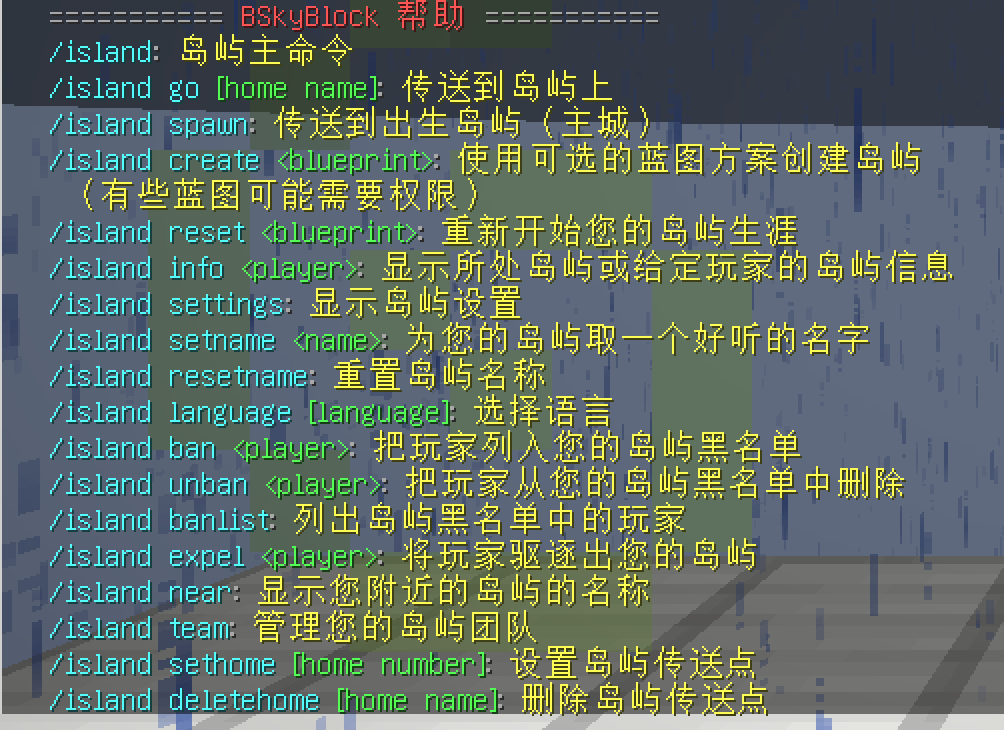 =========== BSkyBlock 帮助 ===========
/island: 岛屿主命令
/island go [home name]: 传送到岛屿上
/island spawn: 传送到出生岛屿（主城）
/island create <blueprint>: 使用可选的蓝图方案创建岛屿
（有些蓝图可能需要权限）
/island reset <blueprint>: 重新开始您的岛屿生涯
/island info <player>: 显示所处岛屿或给定玩家的岛屿信息
/island settings: 显示岛屿设置
/island setname <name>: 为您的岛屿取一个好听的名字
/island resetname: 重置岛屿名称
/island language [language]: 选择语言
/island ban <player>: 把玩家列入您的岛屿黑名单
/island unban <player>: 把玩家从您的岛屿黑名单中删除
/island banlist: 列出岛屿黑名单中的玩家
/island expel <player>: 将玩家驱逐出您的岛屿
/island near: 显示您附近的岛屿的名称
/island team: 管理您的岛屿团队
/island sethome [home number]: 设置岛屿传送点
/island deletehome [home name]: 删除岛屿传送点